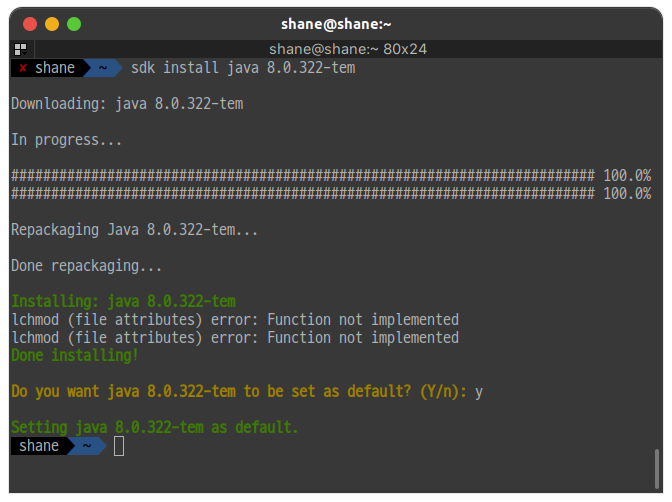 shane@shane:~
shane@shane:~ 80x24
✘ shane ~ sdk install java 8.0.322-tem
Downloading: java 8.0.322-tem
In progress...
######################################################################### 100.0%
######################################################################### 100.0%
Repackaging Java 8.0.322-tem...
Done repackaging...
Installing: java 8.0.322-tem
lchmod (file attributes) error: Function not implemented
lchmod (file attributes) error: Function not implemented
Done installing!
Do you want java 8.0.322-tem to be set as default? (Y/n): y
Setting java 8.0.322-tem as default.
shane ~